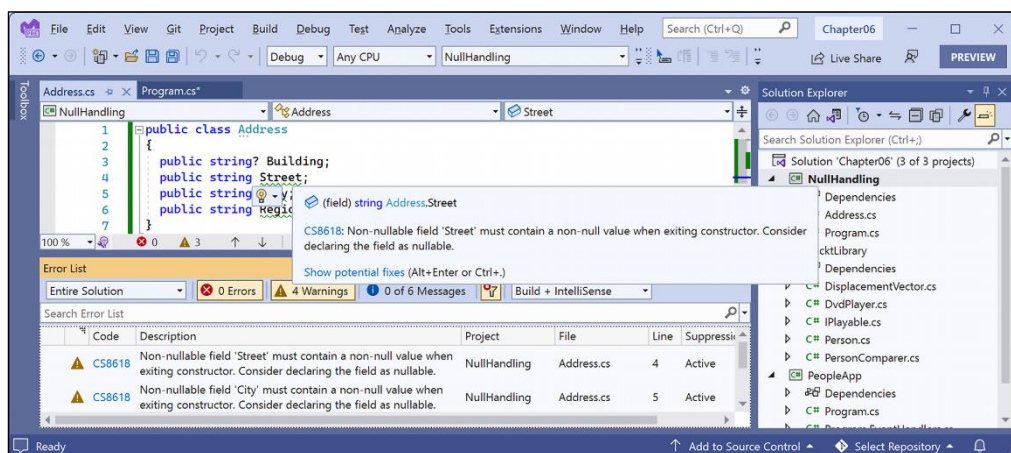 File Edit View Git Project Build Debug Test Analyze Tools Extensions Window Help Search (Ctrl+Q) Chapter06
Debug Any CPU NullHandling Live Share PREVIEW
Toolbox
Address.cs Program.cs*
NullHandling Address Street
1 public class Address
2 {
3 public string? Building;
4 public string Street;
5 public string y;
6 public string Regio
7 }
(field) string Address.Street
CS8618: Non-nullable field 'Street' must contain a non-null value when exiting constructor. Consider
declaring the field as nullable.
Show potential fixes (Alt+Enter or Ctrl+.)
100 % 0 3
Error List
Entire Solution 0 Errors 4 Warnings 0 of 6 Messages Build + IntelliSense
Search Error List
Code Description Project File Line Suppressi
CS8618 Non-nullable field 'Street' must contain a non-null value when
exiting constructor. Consider declaring the field as nullable.
NullHandling Address.cs 4 Active
CS8618 Non-nullable field 'City' must contain a non-null value when
exiting constructor. Consider declaring the field as nullable.
NullHandling Address.cs 5 Active
Solution Explorer
Search Solution Explorer (Ctrl+;)
Solution 'Chapter06' (3 of 3 projects)
C# NullHandling
Dependencies
Address.cs
Program.cs
cktLibrary
Dependencies
C# DisplacementVector.cs
C# DvdPlayer.cs
C# IPlayable.cs
C# Person.cs
C# PersonComparer.cs
C# PeopleApp
Dependencies
C# Program.cs
C# Program.EventHandlers.cs
Ready Add to Source Control Select Repository